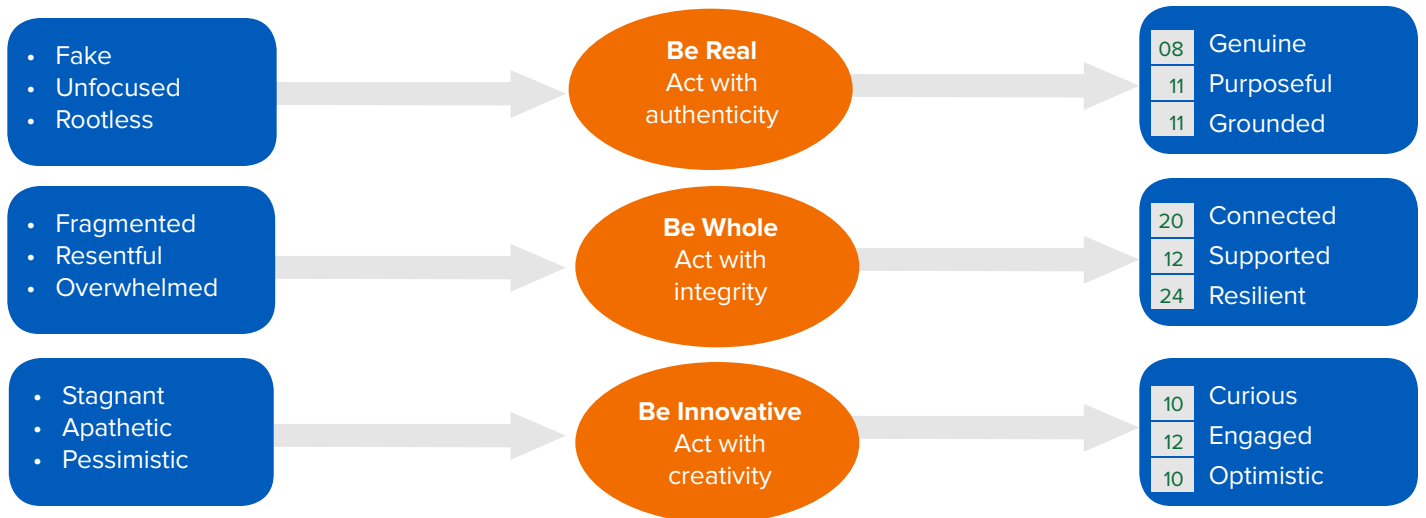 • Fake
• Unfocused
• Rootless
Be Real
Act with
authenticity
08 Genuine
11 Purposeful
11 Grounded
• Fragmented
• Resentful
• Overwhelmed
Be Whole
Act with
integrity
20 Connected
12 Supported
24 Resilient
• Stagnant
• Apathetic
• Pessimistic
Be Innovative
Act with
creativity
10 Curious
12 Engaged
10 Optimistic